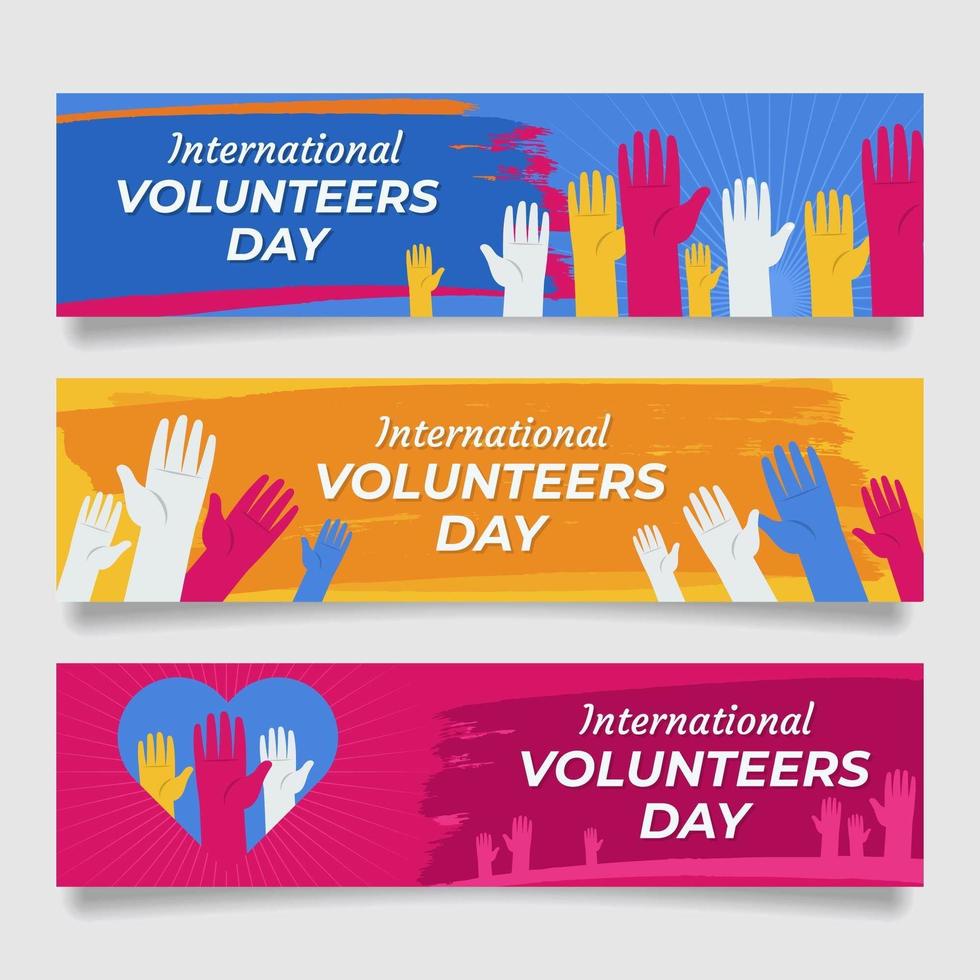 International
VOLUNTEERS
DAY
International
VOLUNTEERS
DAY
International
VOLUNTEERS
DAY